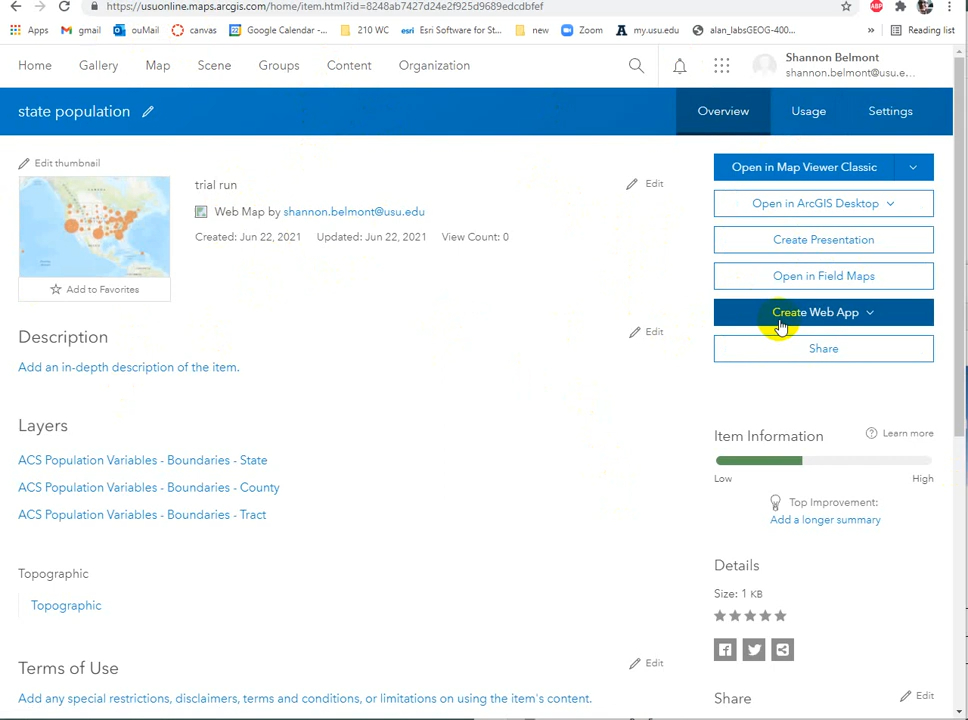 https://usuonline.maps.arcgis.com/home/item.html?id=8248ab7427d24e2f925d9689edcdbfef
ABP
Apps
gmail
ouMail
canvas
Google Calendar -...
210 WC
esri Esri Software for St...
new
Zoom
my.usu.edu
alan_labsGEOG-400...
»
Reading list
Home
Gallery
Map
Scene
Groups
Content
Organization
Shannon Belmont
shannon.belmont@usu.e...
state population
Overview
Usage
Settings
Edit thumbnail
Add to Favorites
trial run
Edit
Web Map by shannon.belmont@usu.edu
Created: Jun 22, 2021 Updated: Jun 22, 2021 View Count: 0
Description
Edit
Add an in-depth description of the item.
Layers
ACS Population Variables - Boundaries - State
ACS Population Variables - Boundaries - County
ACS Population Variables - Boundaries - Tract
Topographic
Topographic
Terms of Use
Edit
Add any special restrictions, disclaimers, terms and conditions, or limitations on using the item's content.
Open in Map Viewer Classic
Open in ArcGIS Desktop
Create Presentation
Open in Field Maps
Create Web App
Share
Item Information
Learn more
Low
High
Top Improvement:
Add a longer summary
Details
Size: 1 KB
Share
Edit